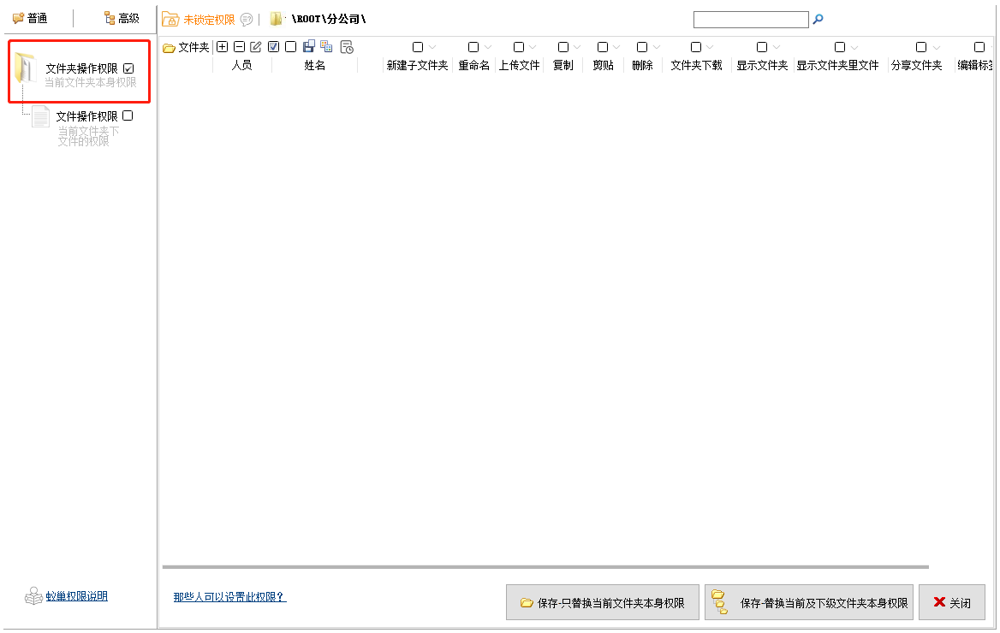 普通 高级
未锁定权限 \ROOT\分公司\
文件夹操作权限
当前文件夹本身权限
文件操作权限
当前文件夹下
文件的权限
文件夹
人员 姓名 新建子文件夹 重命名 上传文件 复制 剪贴 删除 文件夹下载 显示文件夹 显示文件夹里文件 分享文件夹 编辑标签
蚁巢权限说明
那些人可以设置此权限?
保存-只替换当前文件夹本身权限
保存-替换当前及下级文件夹本身权限
关闭